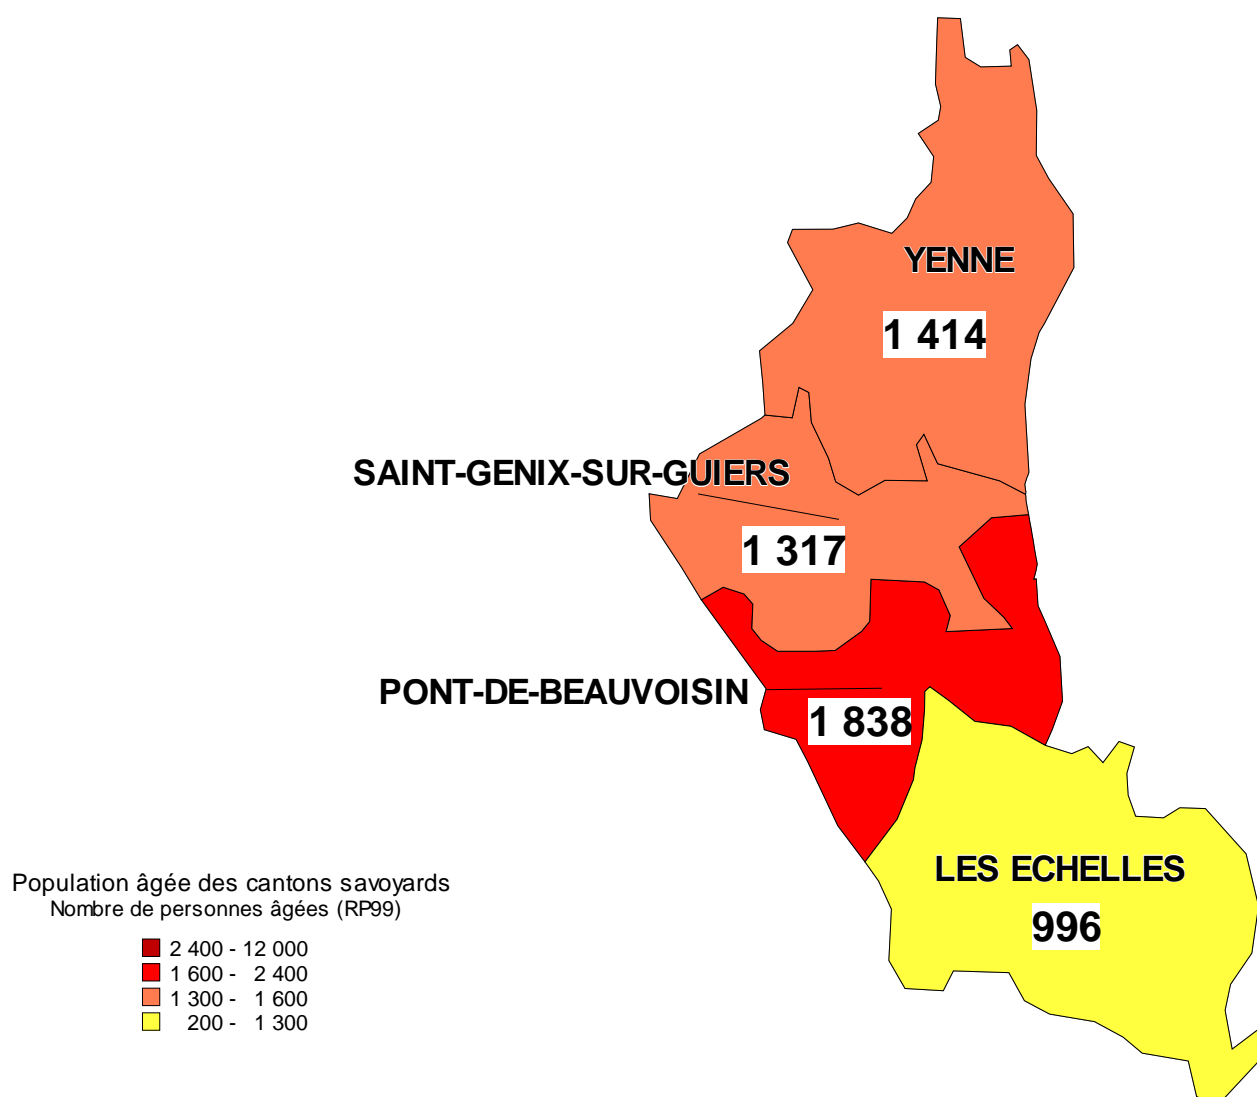 YENNE
1 414
SAINT-GENIX-SUR-GUIERS
1 317
PONT-DE-BEAUVOISIN
1 838
LES ECHELLES
996
Population âgée des cantons savoyards
Nombre de personnes âgées (RP99)
2 400 - 12 000
1 600 - 2 400
1 300 - 1 600
200 - 1 300